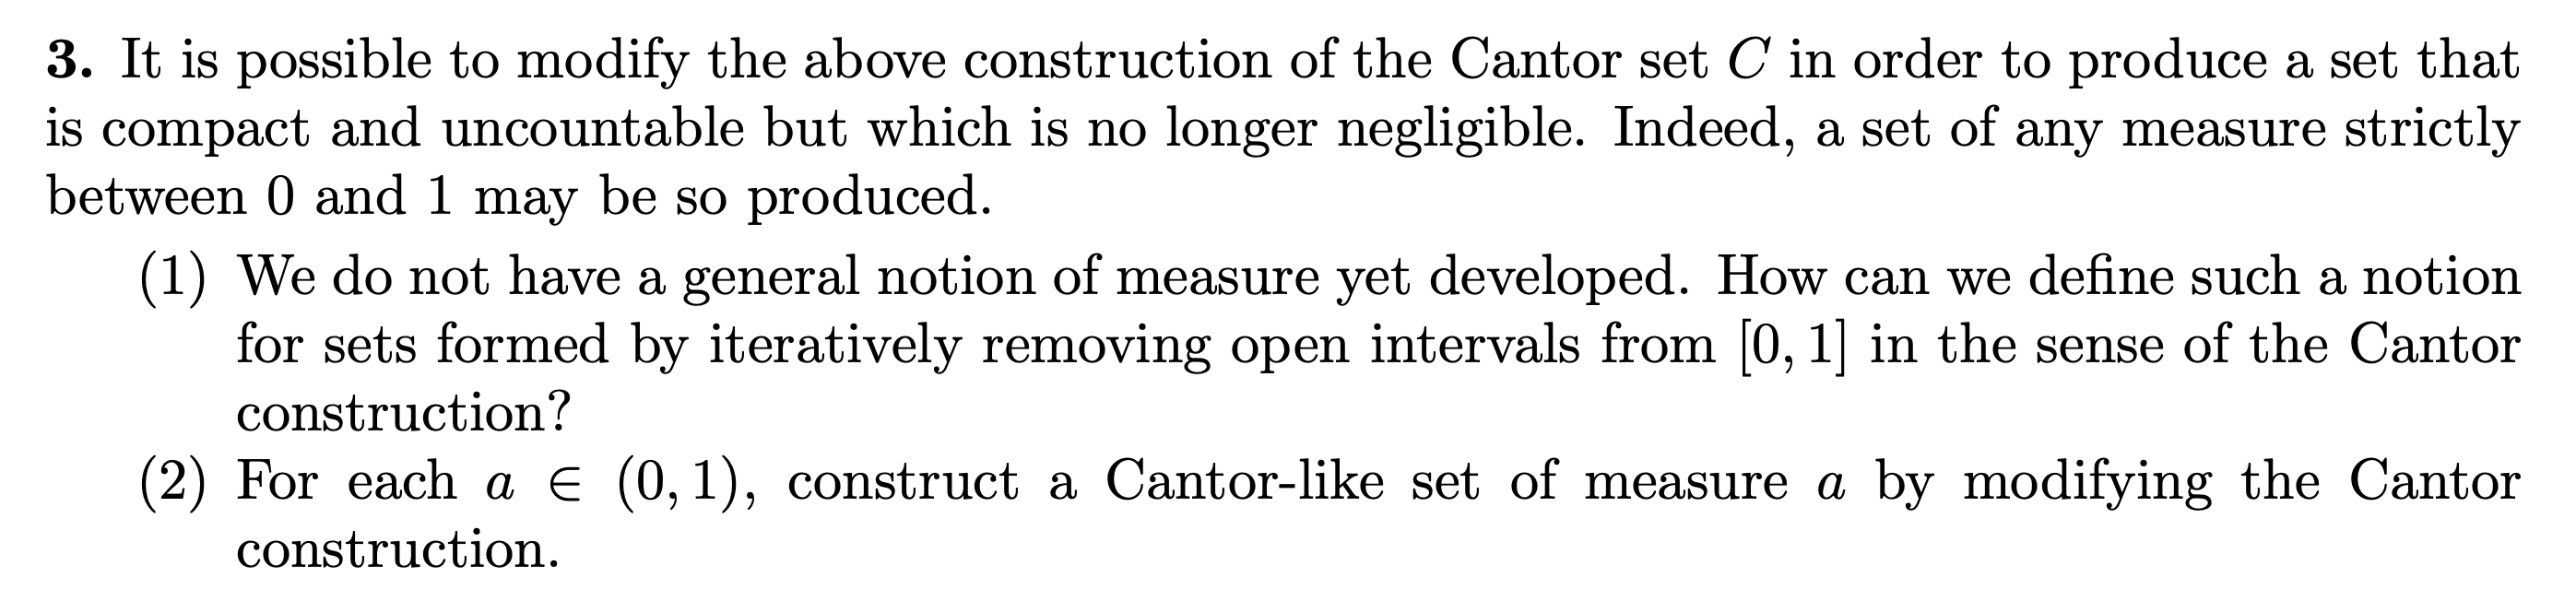 3. It is possible to modify the above construction of the Cantor set C in order to produce a set that
is compact and uncountable but which is no longer negligible. Indeed, a set of any measure strictly
between 0 and 1 may be so produced.
(1) We do not have a general notion of measure yet developed. How can we define such a notion
for sets formed by iteratively removing open intervals from [0, 1] in the sense of the Cantor
construction?
(2) For each a ∈ (0, 1), construct a Cantor-like set of measure a by modifying the Cantor
construction.